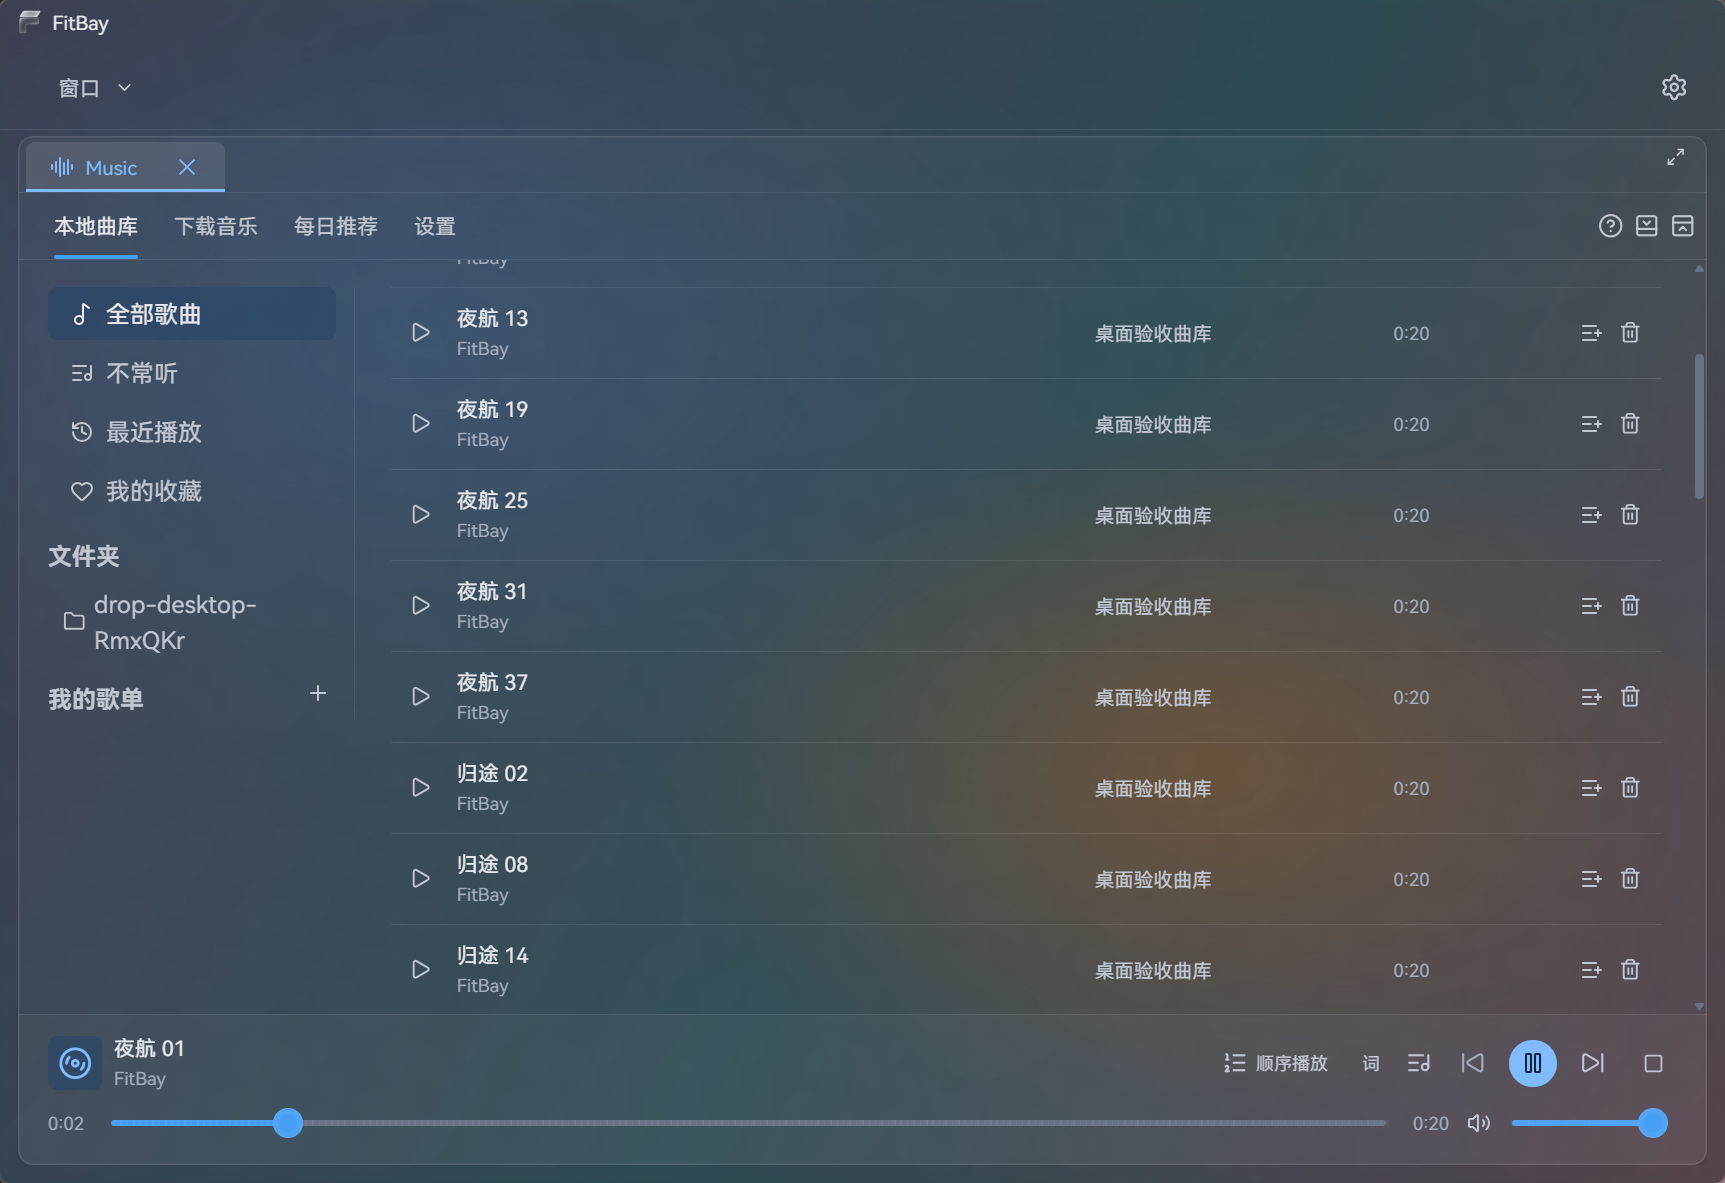 FitBay
窗口
Music
本地曲库 下载音乐 每日推荐 设置
FitBay
全部歌曲
不常听
最近播放
我的收藏
文件夹
drop-desktop-
RmxQKr
我的歌单
夜航 13 桌面验收曲库 0:20
FitBay
夜航 19 桌面验收曲库 0:20
FitBay
夜航 25 桌面验收曲库 0:20
FitBay
夜航 31 桌面验收曲库 0:20
FitBay
夜航 37 桌面验收曲库 0:20
FitBay
归途 02 桌面验收曲库 0:20
FitBay
归途 08 桌面验收曲库 0:20
FitBay
归途 14 桌面验收曲库 0:20
FitBay
夜航 01
FitBay
顺序播放 词
0:02 0:20